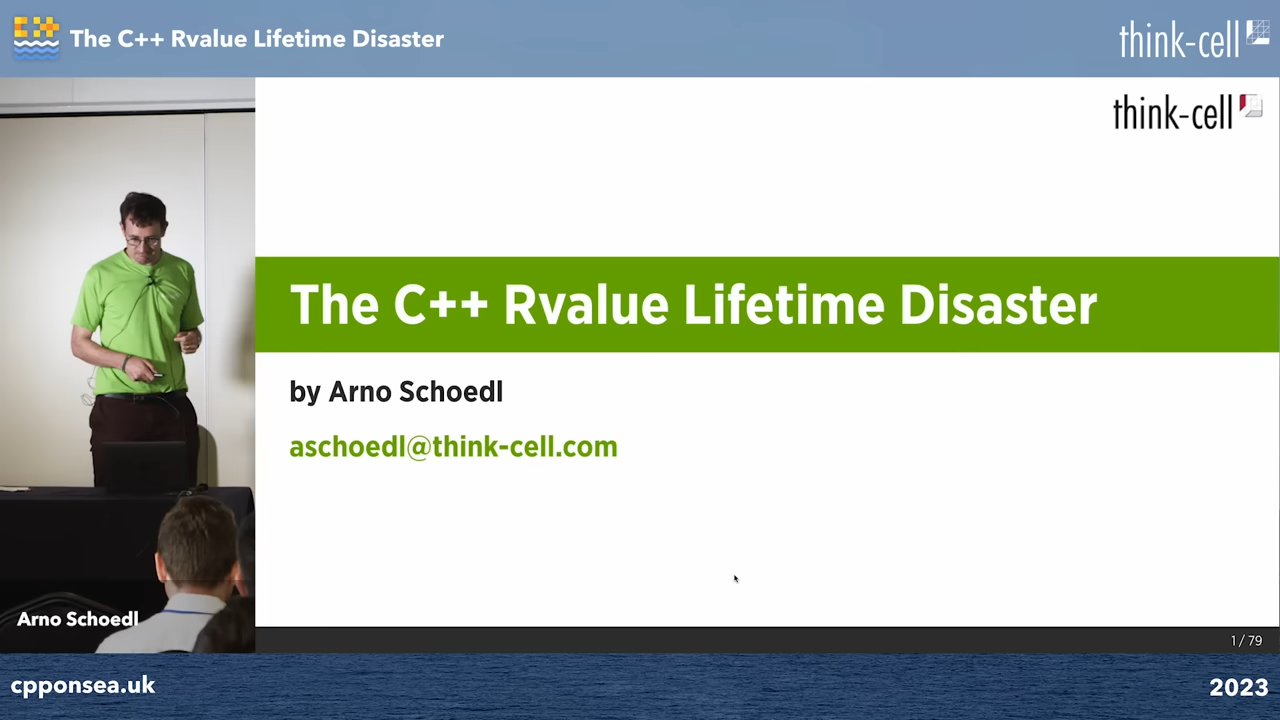 C++
The C++ Rvalue Lifetime Disaster
think-cell
think-cell
The C++ Rvalue Lifetime Disaster
by Arno Schoedl
aschoedl@think-cell.com
Arno Schoedl
1 / 79
cpponsea.uk
2023